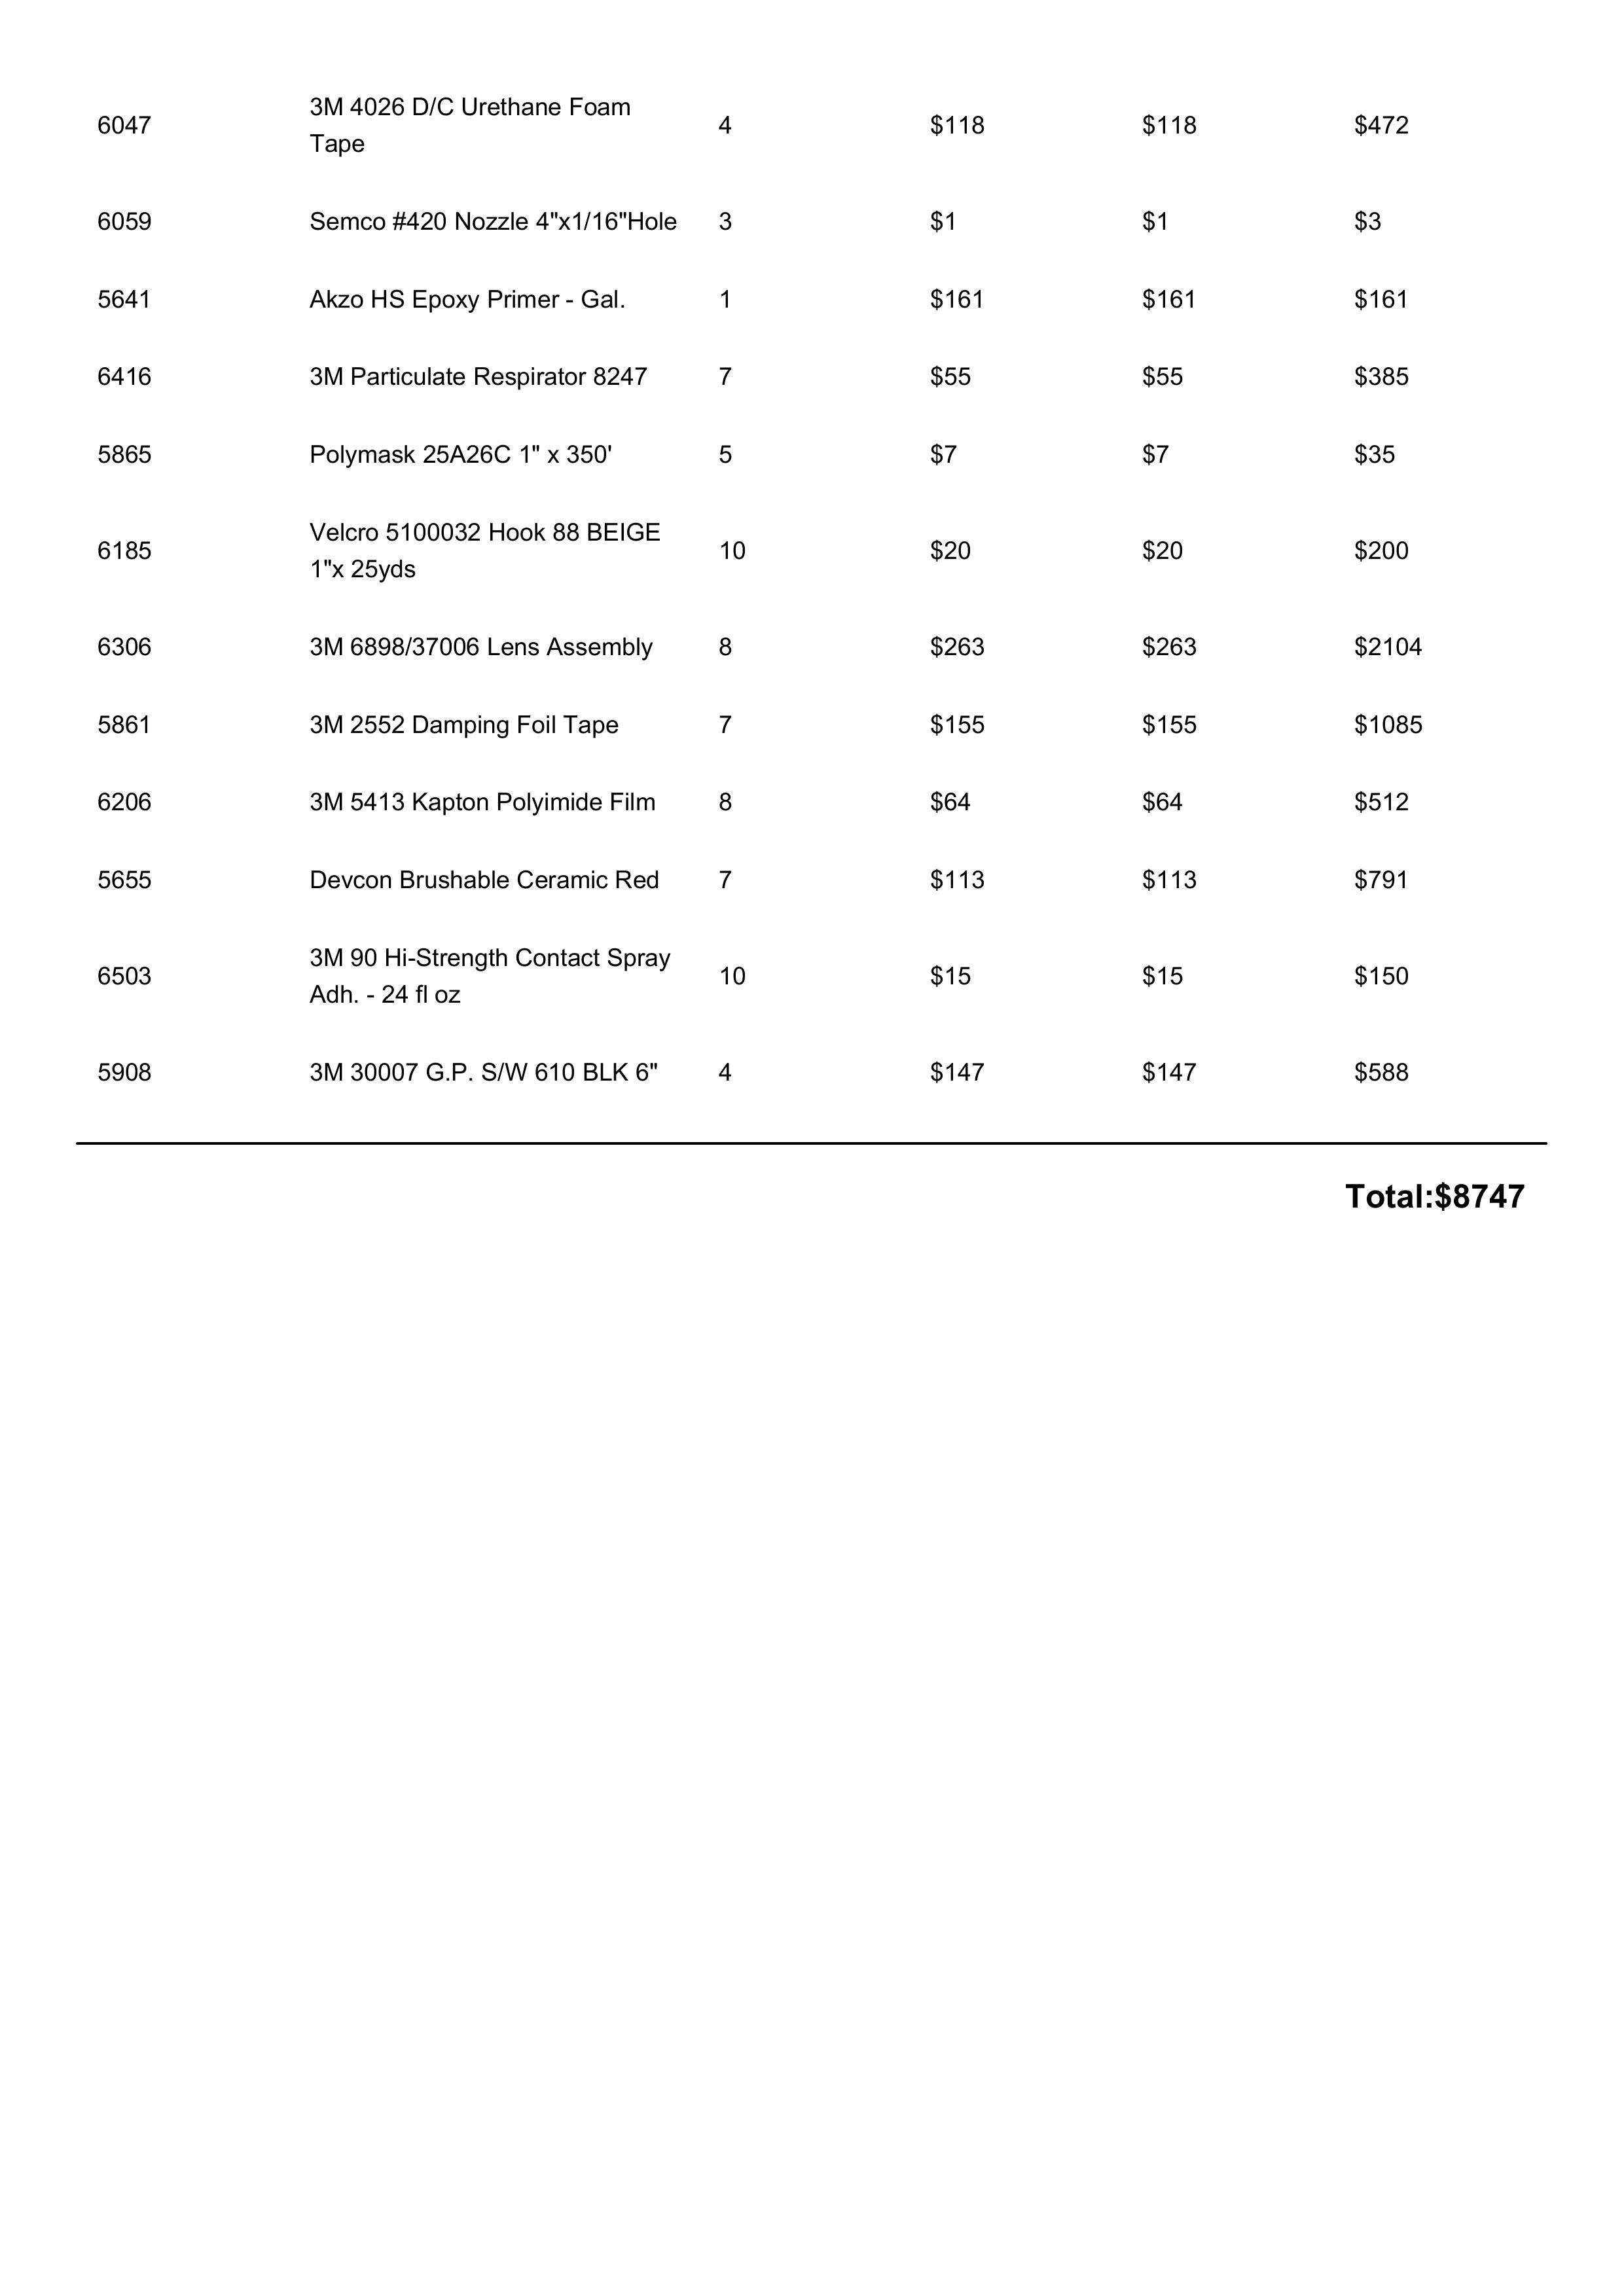 6047 3M 4026 D/C Urethane Foam Tape 4 $118 $118 $472
6059 Semco #420 Nozzle 4"x1/16"Hole 3 $1 $1 $3
5641 Akzo HS Epoxy Primer - Gal. 1 $161 $161 $161
6416 3M Particulate Respirator 8247 7 $55 $55 $385
5865 Polymask 25A26C 1" x 350' 5 $7 $7 $35
6185 Velcro 5100032 Hook 88 BEIGE 1"x 25yds 10 $20 $20 $200
6306 3M 6898/37006 Lens Assembly 8 $263 $263 $2104
5861 3M 2552 Damping Foil Tape 7 $155 $155 $1085
6206 3M 5413 Kapton Polyimide Film 8 $64 $64 $512
5655 Devcon Brushable Ceramic Red 7 $113 $113 $791
6503 3M 90 Hi-Strength Contact Spray Adh. - 24 fl oz 10 $15 $15 $150
5908 3M 30007 G.P. S/W 610 BLK 6" 4 $147 $147 $588
Total:$8747